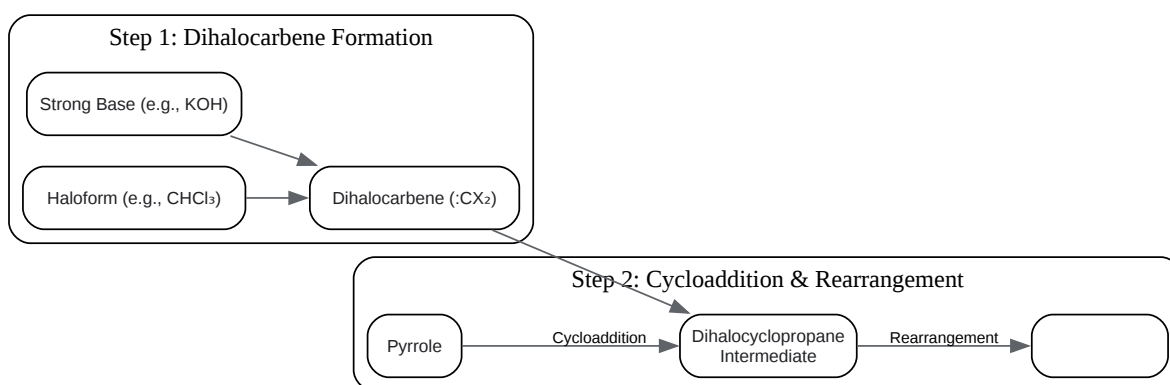 Step 1: Dihalocarbene Formation
Strong Base (e.g., KOH)
Haloform (e.g., CHCl₃)
Dihalocarbene (:CX₂)
Step 2: Cycloaddition & Rearrangement
Pyrrole
Cycloaddition
Dihalocyclopropane
Intermediate
Rearrangement